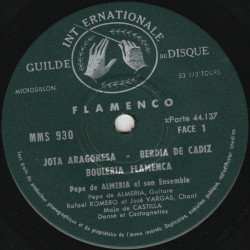 GUILDE INTERNATIONALE DU DISQUE
MICROSILLON
33 1/3 TOURS
FLAMENCO
MMS 930
xParte 44.137
FACE 1
JOTA ARAGONESA - BERDIA DE CADIZ
BOULERIA FLAMENCA
Pepe de ALMERIA et son Ensemble
Pepe de ALMERIA, Guitare
Rafael ROMERO et José VARGAS, Chant
Maja de CASTILLA
Danse et Castagnettes